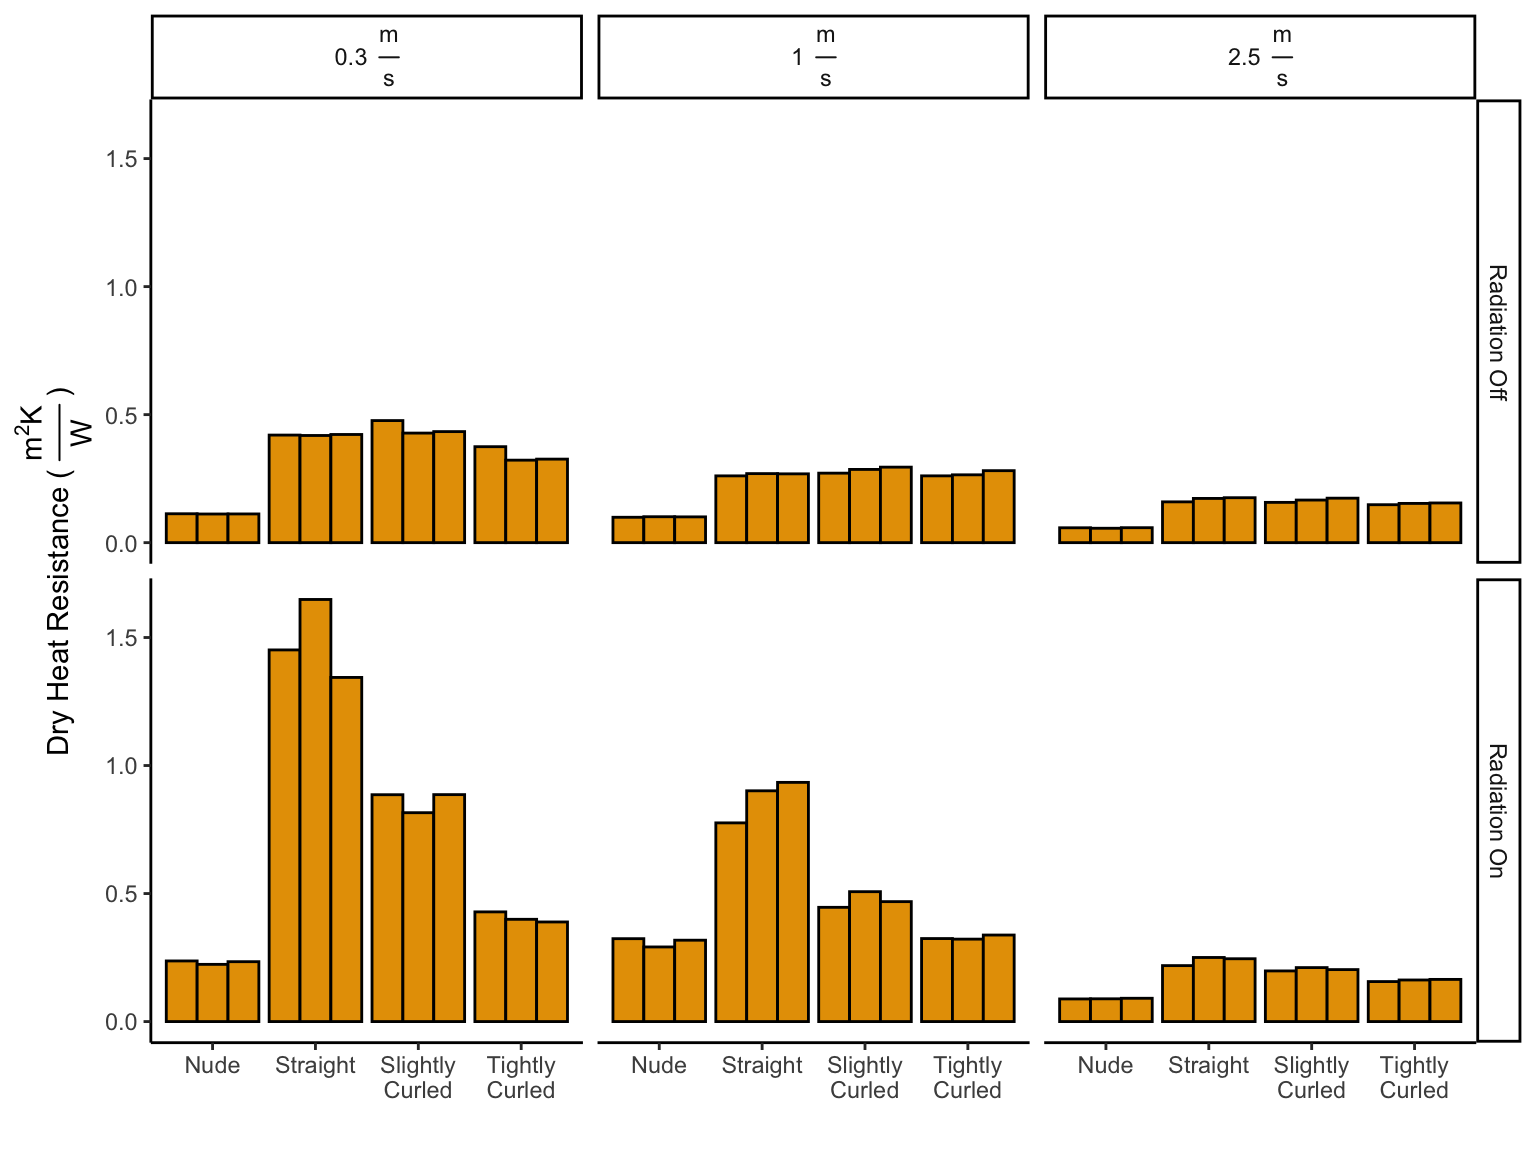 0.3 m/s
1 m/s
2.5 m/s
Dry Heat Resistance ( m²K/W )
1.5
1.0
0.5
0.0
Radiation Off
1.5
1.0
0.5
0.0
Radiation On
Nude Straight Slightly Curled Tightly Curled
Nude Straight Slightly Curled Tightly Curled
Nude Straight Slightly Curled Tightly Curled